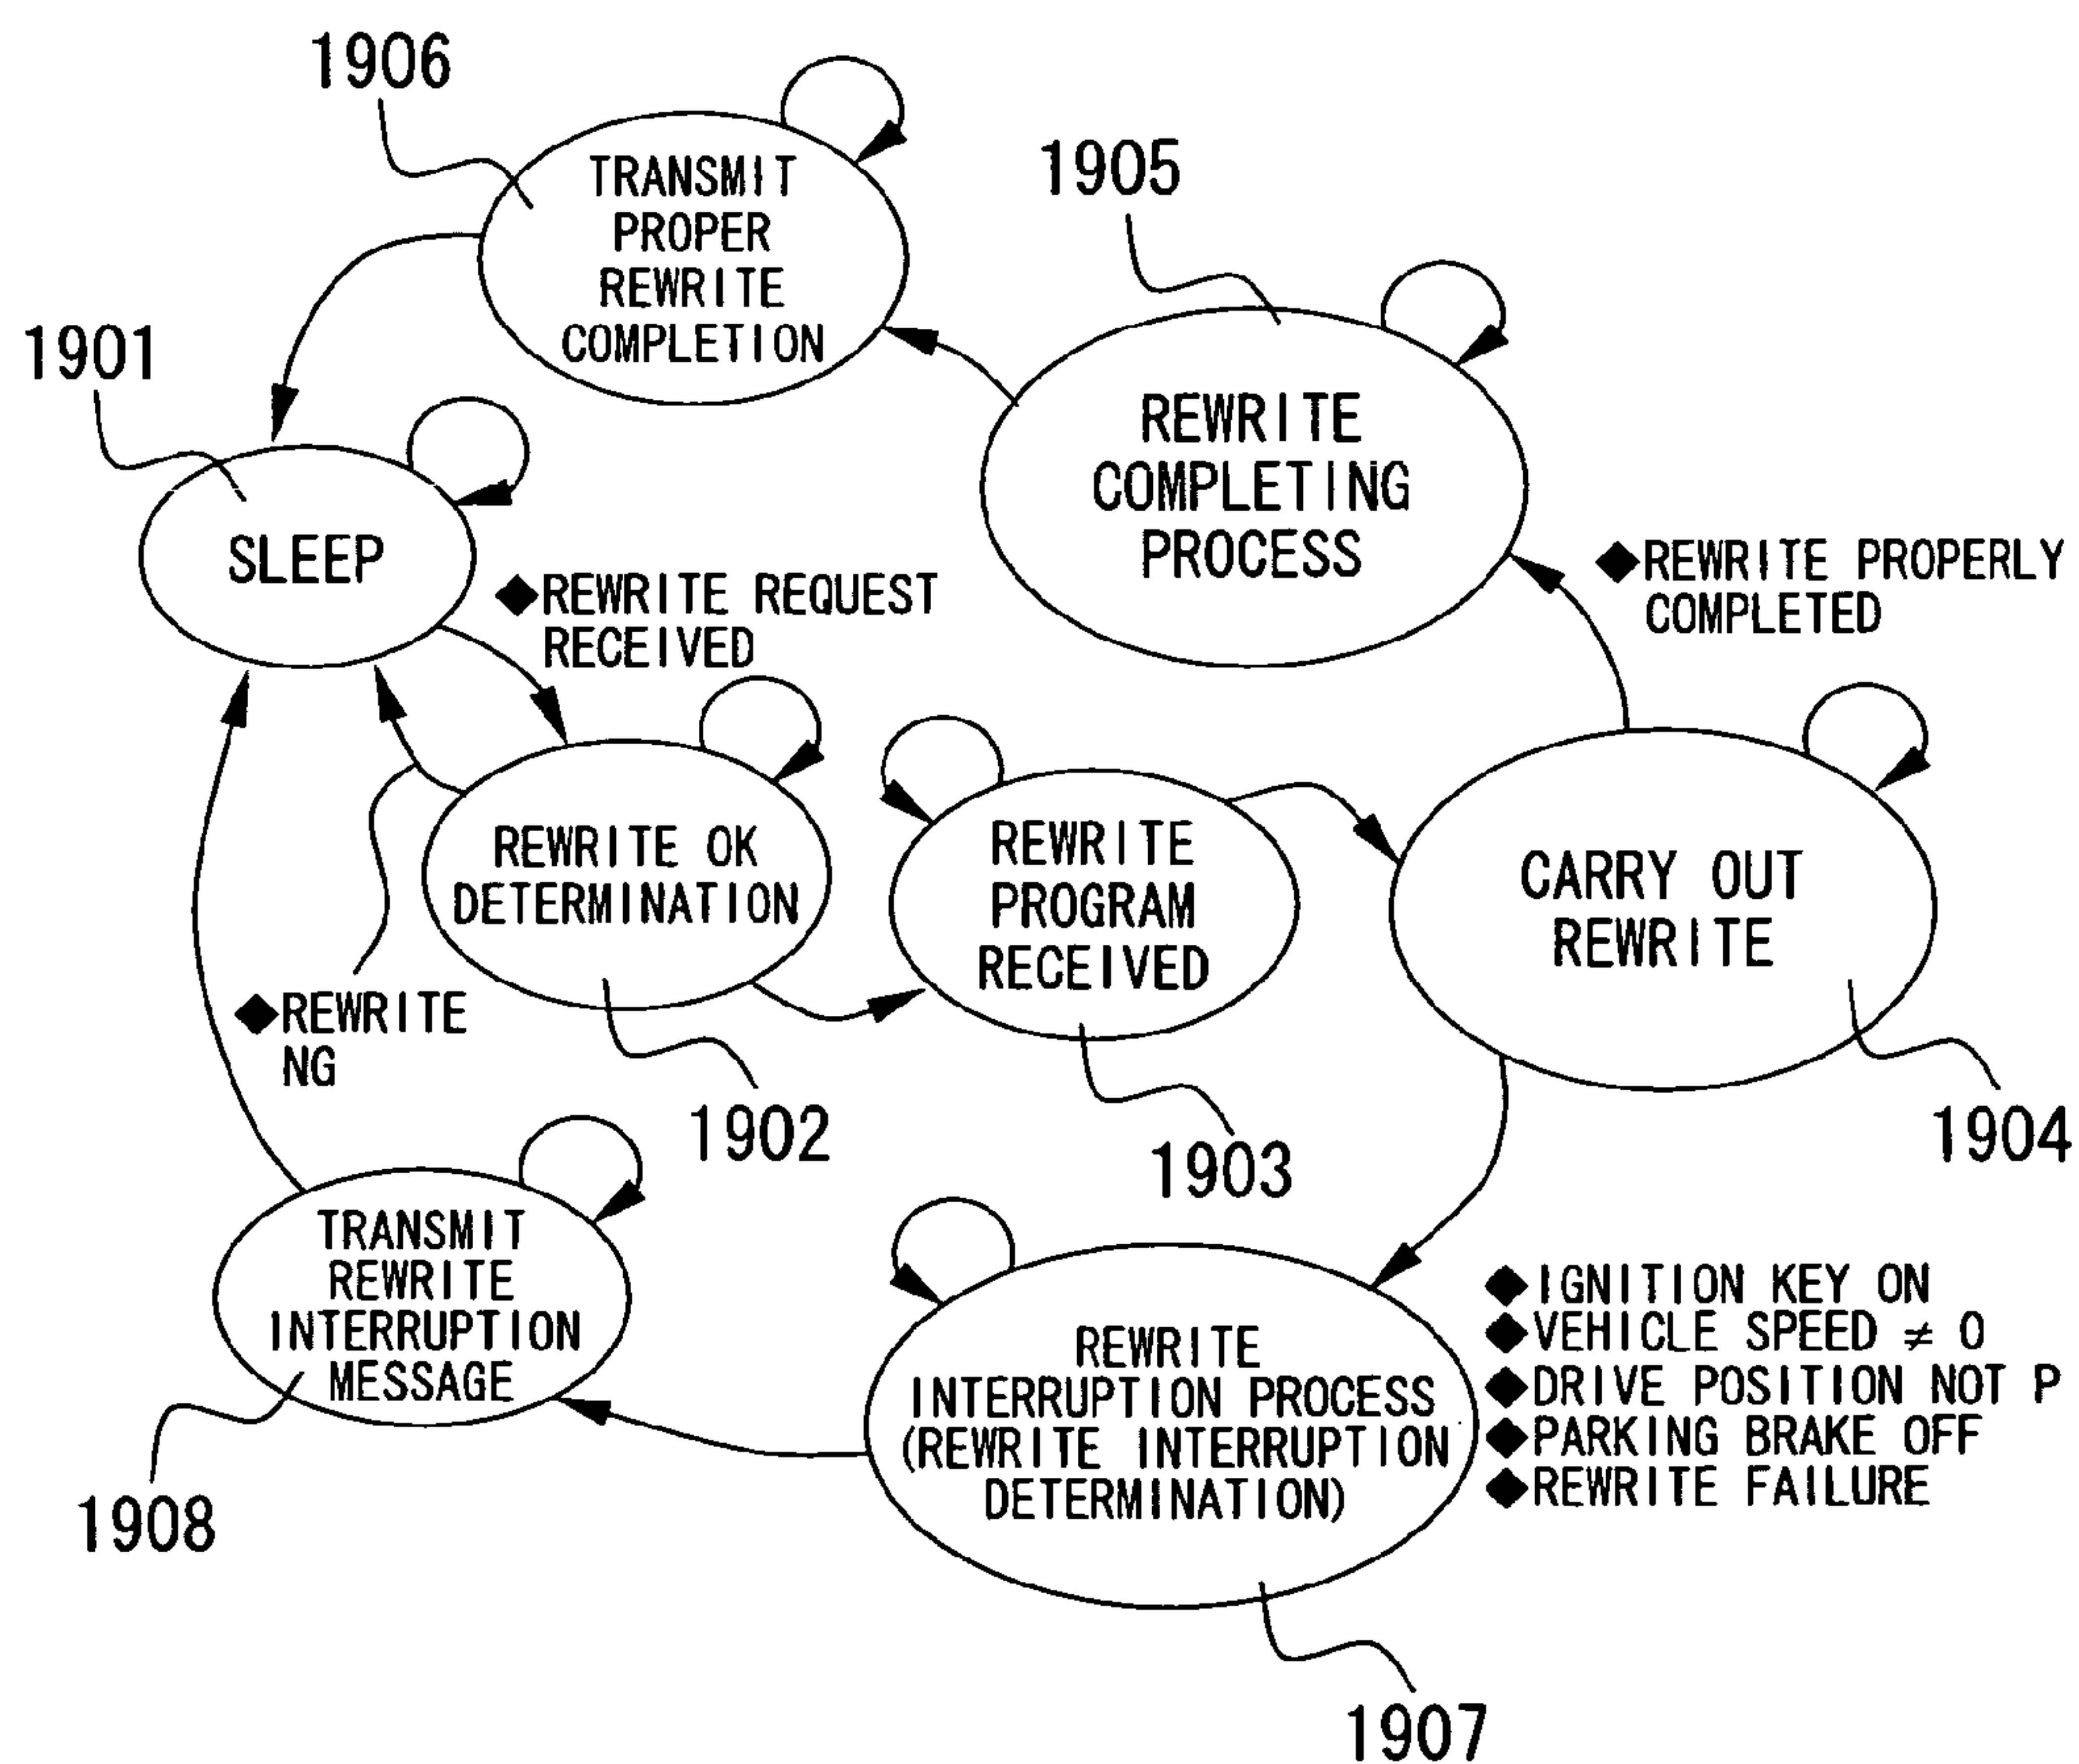 1906
TRANSMIT
PROPER
REWRITE
COMPLETION
1905
REWRITE
COMPLETING
PROCESS
1901
SLEEP
◆REWRITE REQUEST
RECEIVED
◆REWRITE PROPERLY
COMPLETED
REWRITE OK
DETERMINATION
REWRITE
PROGRAM
RECEIVED
CARRY OUT
REWRITE
◆REWRITE
NG
1902
1903
1904
TRANSMIT
REWRITE
INTERRUPTION
MESSAGE
1908
REWRITE
INTERRUPTION PROCESS
(REWRITE INTERRUPTION
DETERMINATION)
◆IGNITION KEY ON
◆VEHICLE SPEED ≠ 0
◆DRIVE POSITION NOT P
◆PARKING BRAKE OFF
◆REWRITE FAILURE
1907